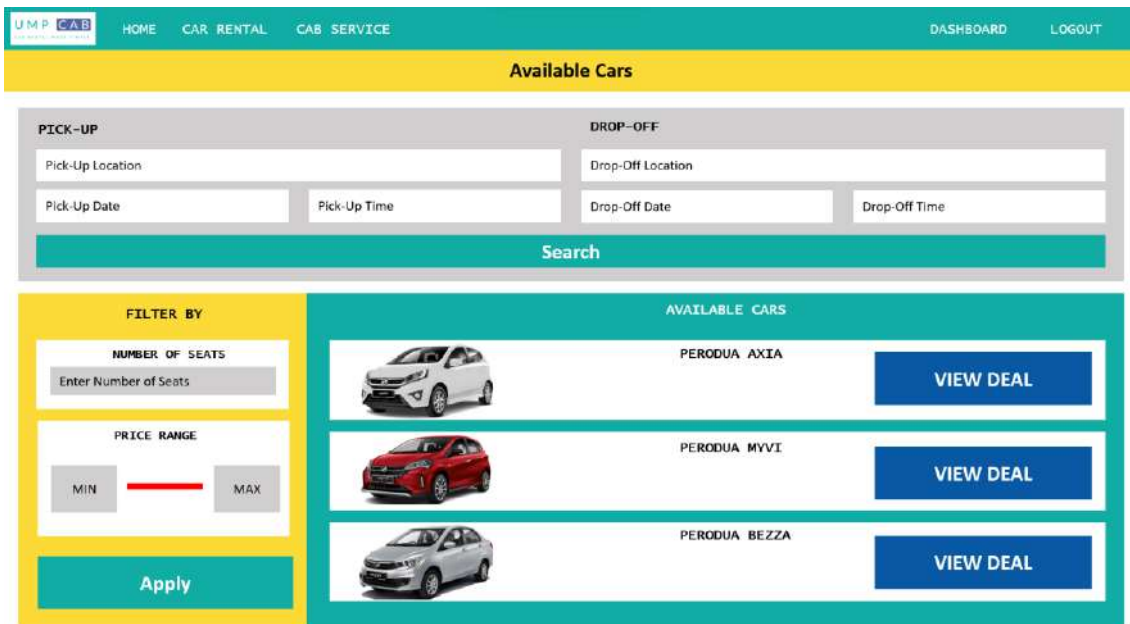 UMP CAB
HOME CAR RENTAL CAB SERVICE DASHBOARD LOGOUT
Available Cars
PICK-UP DROP-OFF
Pick-Up Location Drop-Off Location
Pick-Up Date Pick-Up Time Drop-Off Date Drop-Off Time
Search
FILTER BY
NUMBER OF SEATS
Enter Number of Seats
PRICE RANGE
MIN MAX
Apply
AVAILABLE CARS
PERODUA AXIA
VIEW DEAL
PERODUA MYVI
VIEW DEAL
PERODUA BEZZA
VIEW DEAL